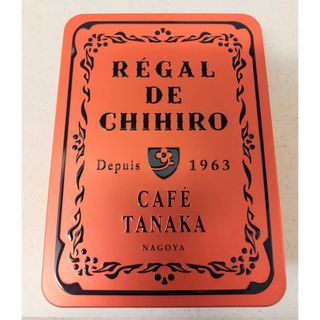 RÉGAL
DE
CHIHIRO
Depuis 1963
CAFÉ
TANAKA
NAGOYA